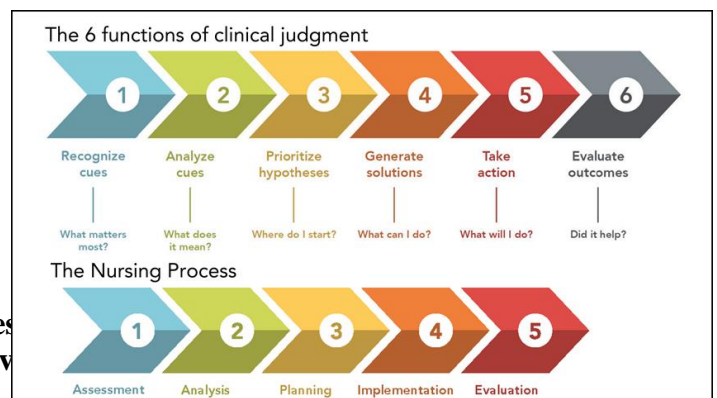 The 6 functions of clinical judgment
1 2 3 4 5 6
Recognize cues Analyze cues Prioritize hypotheses Generate solutions Take action Evaluate outcomes
What matters most? What does it mean? Where do I start? What can I do? What will I do? Did it help?
The Nursing Process
1 2 3 4 5
Assessment Analysis Planning Implementation Evaluation